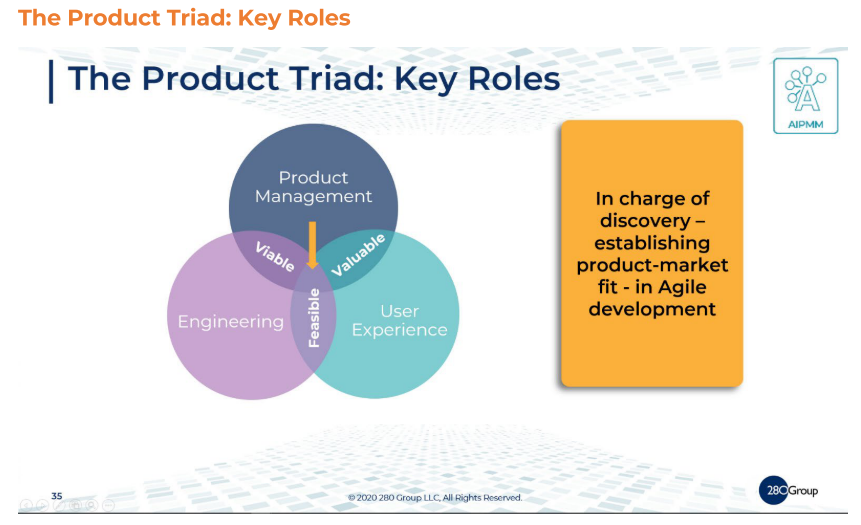 The Product Triad: Key Roles
The Product Triad: Key Roles
AIPMM
Product
Management
Viable
Valuable
Feasible
Engineering
User
Experience
In charge of
discovery –
establishing
product-market
fit - in Agile
development
35
© 2020 280 Group LLC, All Rights Reserved.
280Group